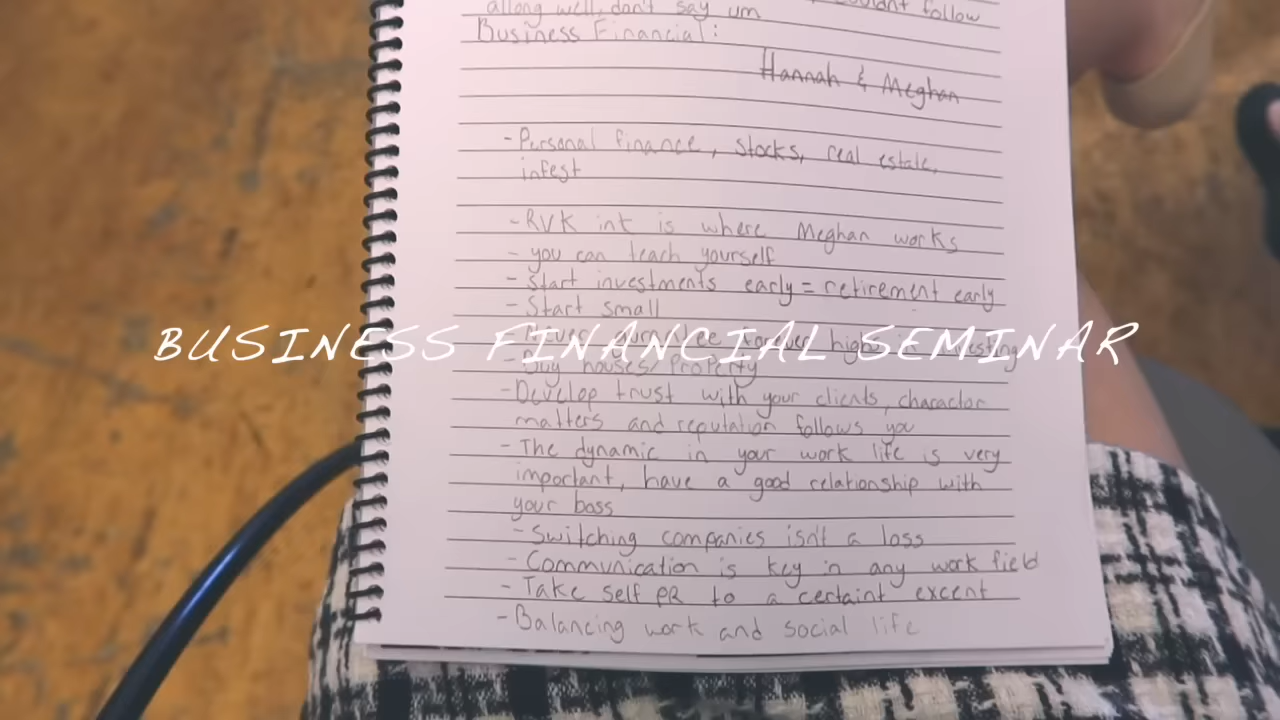 allong well, don't say um couldnt follow
Business Financial:
Hannah & Meghan
- Personal finance, stocks, real estate,
infest
- RVK int is where Meghan works
- you can teach yourself
- Start investments early = retirement early
- Start small
BUSINESS FINANCIAL SEMINAR
- Buy houses/Property
- Develop trust with your clients, charactor
matters and reputation follows you
- The dynamic in your work life is very
important, have a good relationship with
your boss
- Switching companies isn't a loss
- Communication is key in any work field
- Take self PR to a certaint excent
- Balancing work and social life